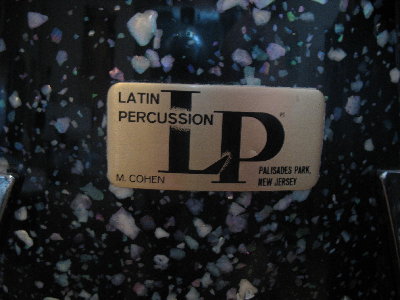 LATIN
PERCUSSION
LP®
M. COHEN
PALISADES PARK,
NEW JERSEY